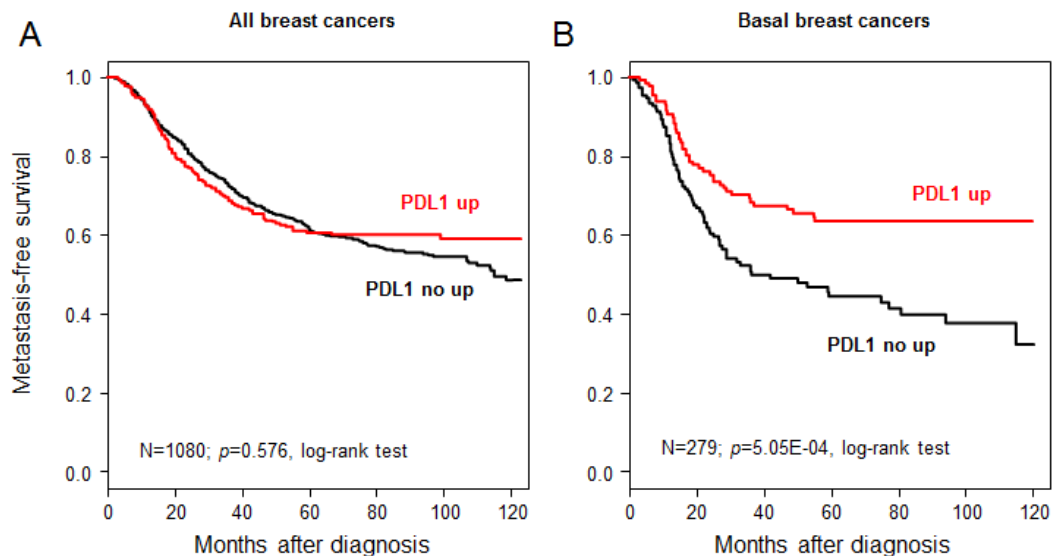 A
All breast cancers
Metastasis-free survival
1.0
0.8
0.6
0.4
0.2
0.0
PDL1 up
PDL1 no up
N=1080; p=0.576, log-rank test
0 20 40 60 80 100 120
Months after diagnosis
B
Basal breast cancers
1.0
0.8
0.6
0.4
0.2
0.0
PDL1 up
PDL1 no up
N=279; p=5.05E-04, log-rank test
0 20 40 60 80 100 120
Months after diagnosis